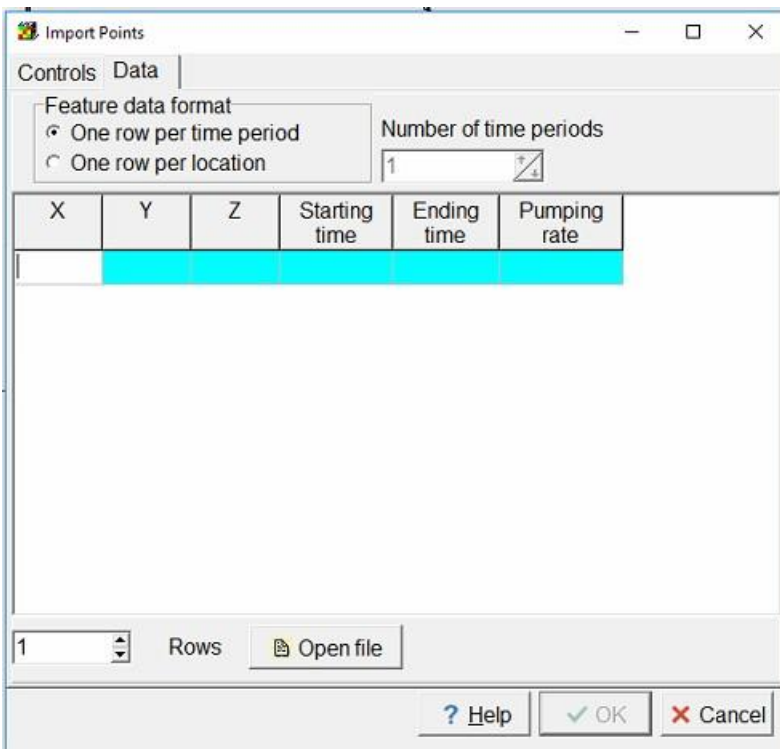 Import Points
Controls Data
Feature data format
One row per time period
One row per location
Number of time periods
1
X Y Z Starting time Ending time Pumping rate
1 Rows Open file
? Help OK Cancel